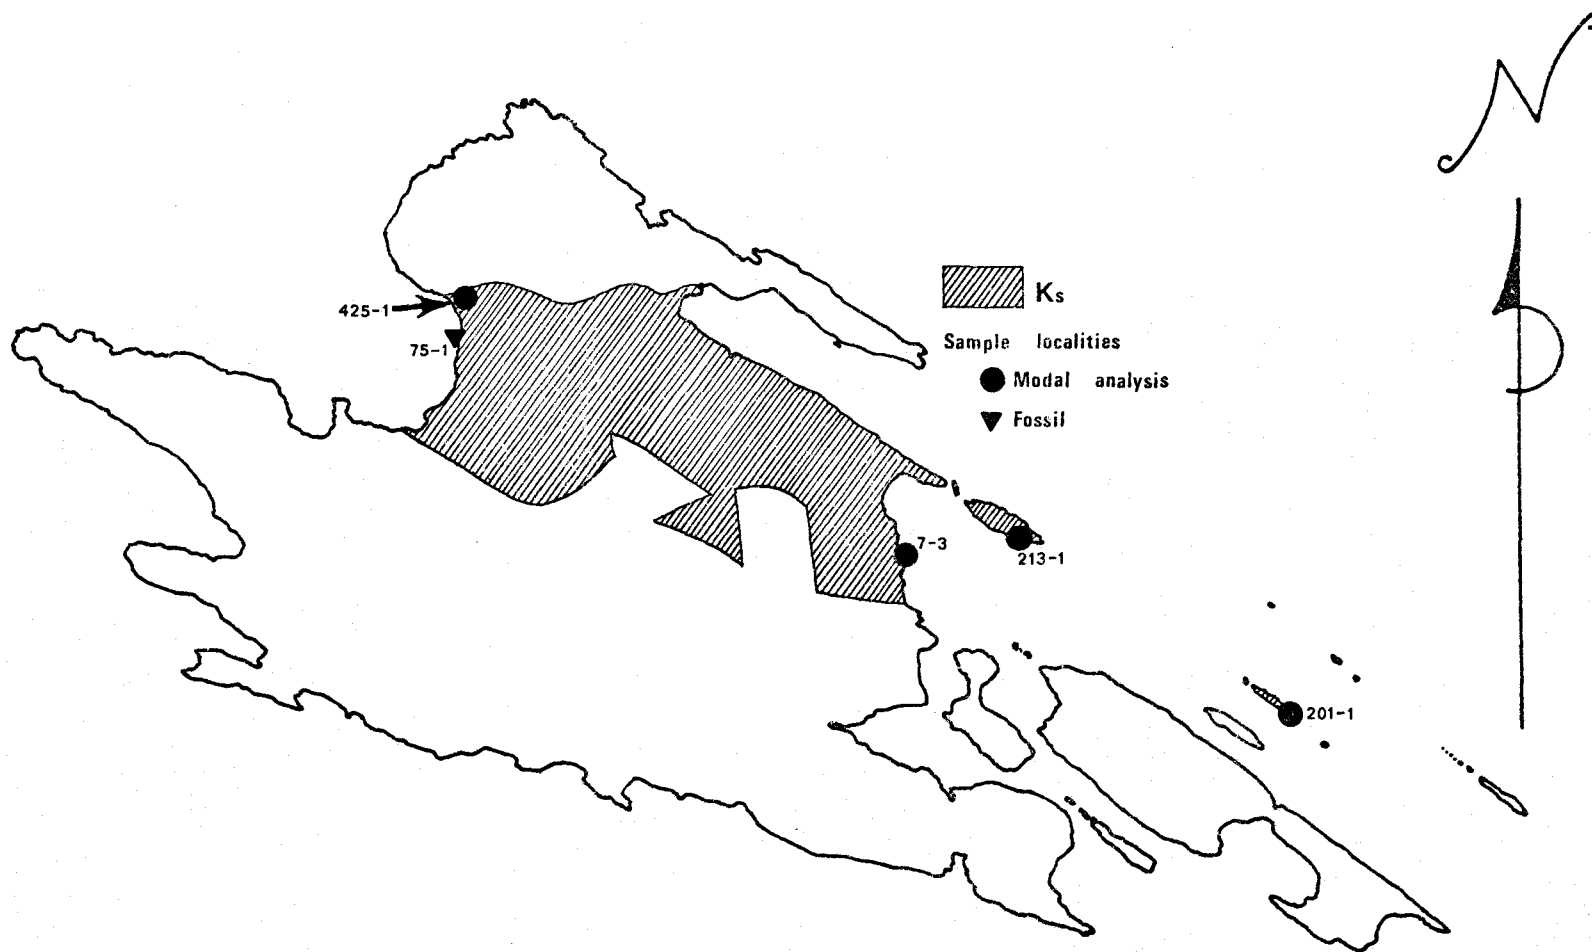 N
Ks
Sample localities
Modal analysis
Fossil
425-1
75-1
7-3
213-1
201-1